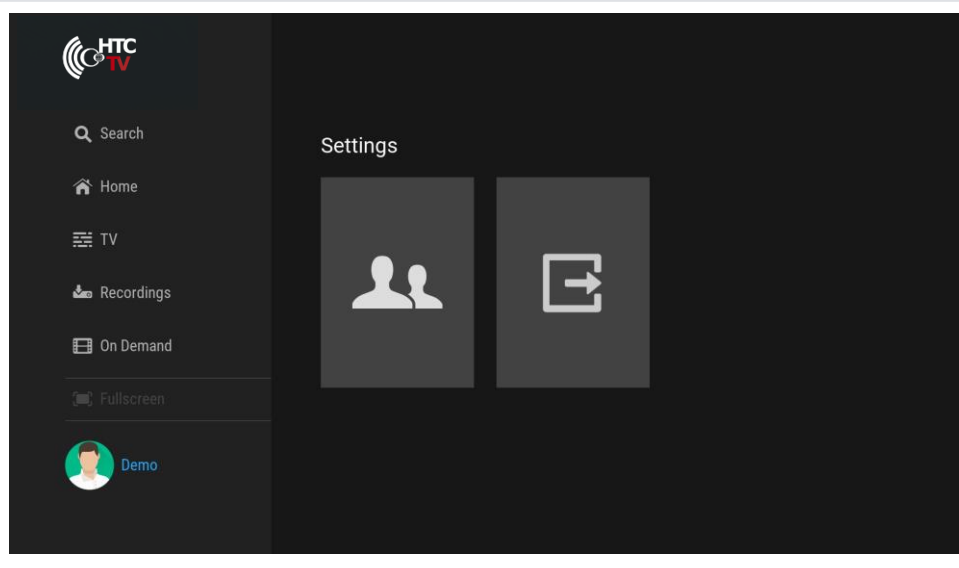 HTC
TV
Search
Home
TV
Recordings
On Demand
Fullscreen
Demo
Settings